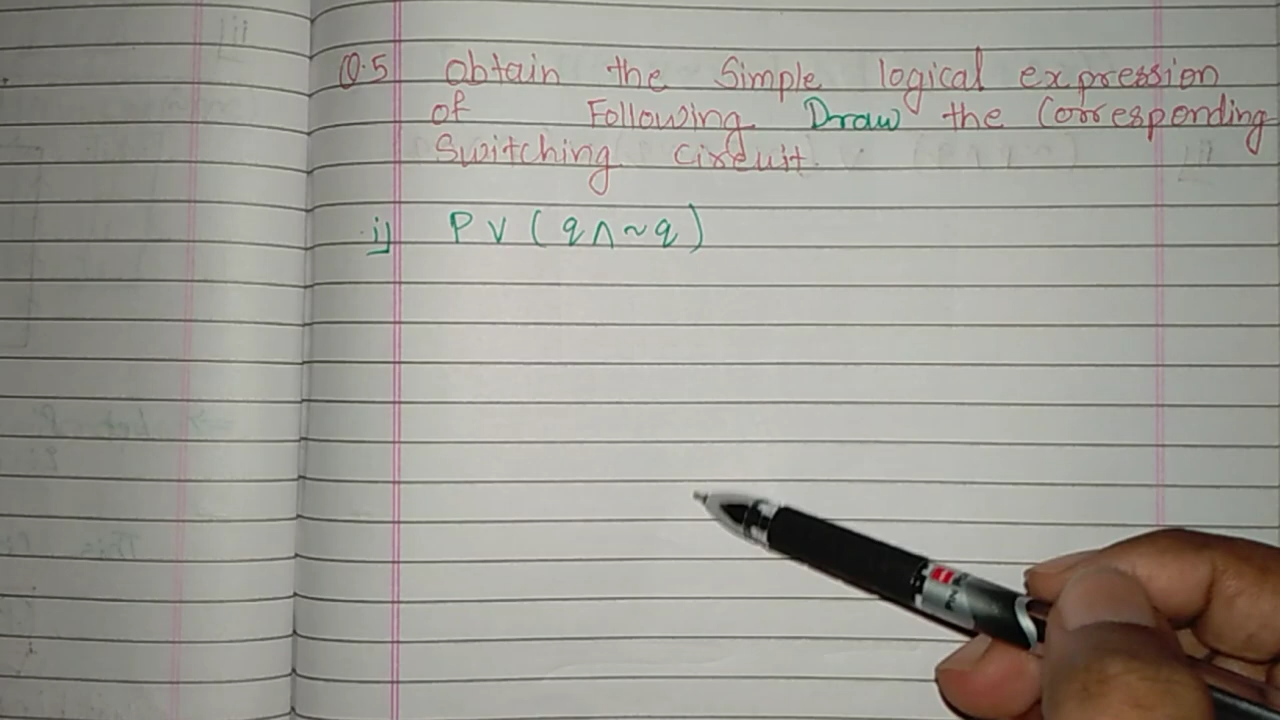 Q.5 Obtain the Simple logical expression
of Following Draw the Corresponding
Switching Circuit.
i) P ∨ ( q ∧ ~ q )